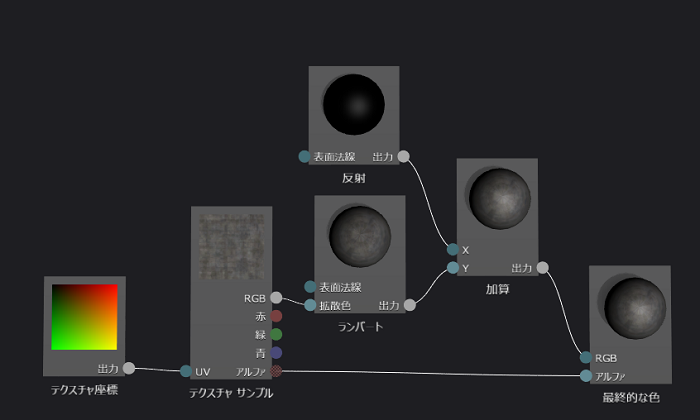 表面法線 出力
反射
X
Y
出力
加算
表面法線
拡散色 出力
ランバート
RGB
赤
緑
青
UV アルファ
テクスチャ サンプル
出力
テクスチャ座標
RGB
アルファ
最終的な色